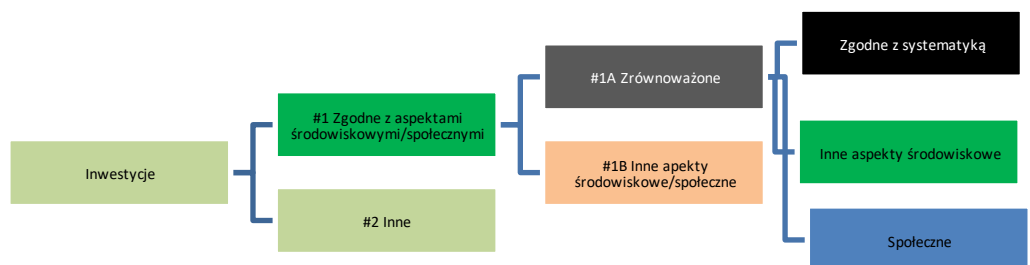 Inwestycje
#1 Zgodne z aspektami
środowiskowymi/społecznymi
#2 Inne
#1A Zrównoważone
#1B Inne apekty
środowiskowe/społeczne
Zgodne z systematyką
Inne aspekty środowiskowe
Społeczne